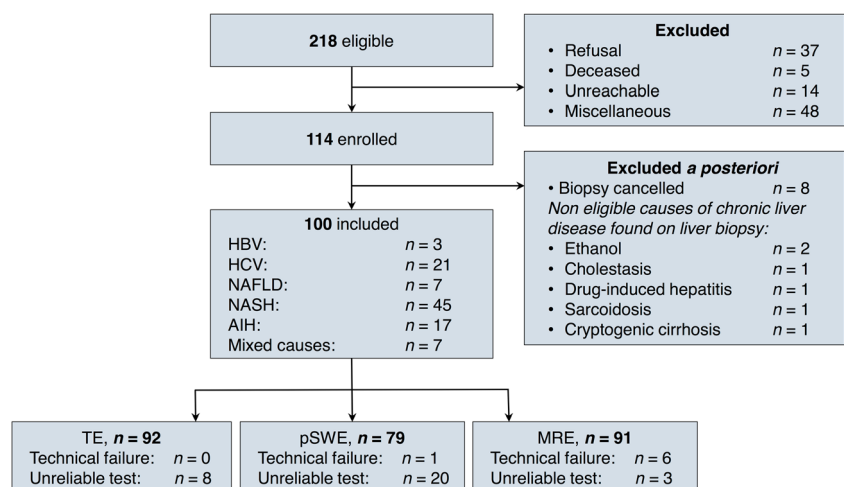 218 eligible
Excluded
• Refusal n = 37
• Deceased n = 5
• Unreachable n = 14
• Miscellaneous n = 48
114 enrolled
Excluded a posteriori
• Biopsy cancelled n = 8
Non eligible causes of chronic liver
disease found on liver biopsy:
• Ethanol n = 2
• Cholestasis n = 1
• Drug-induced hepatitis n = 1
• Sarcoidosis n = 1
• Cryptogenic cirrhosis n = 1
100 included
HBV: n = 3
HCV: n = 21
NAFLD: n = 7
NASH: n = 45
AIH: n = 17
Mixed causes: n = 7
TE, n = 92
Technical failure: n = 0
Unreliable test: n = 8
pSWE, n = 79
Technical failure: n = 1
Unreliable test: n = 20
MRE, n = 91
Technical failure: n = 6
Unreliable test: n = 3